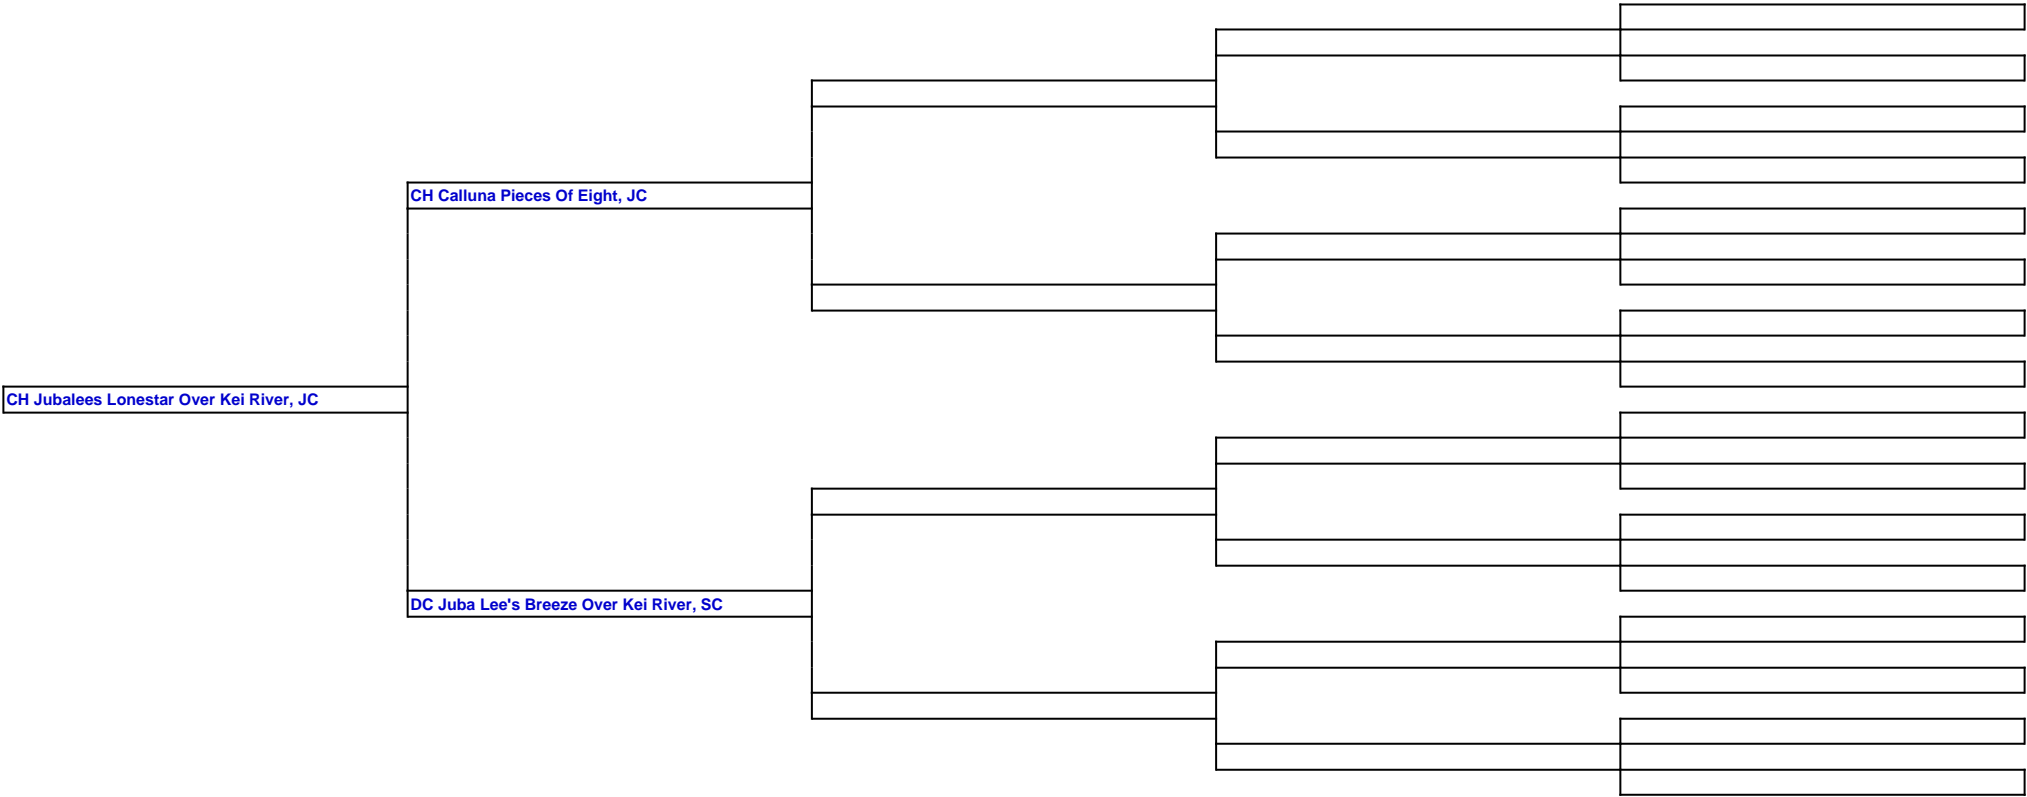 CH Calluna Pieces Of Eight, JC
CH Jubalees Lonestar Over Kei River, JC
DC Juba Lee's Breeze Over Kei River, SC